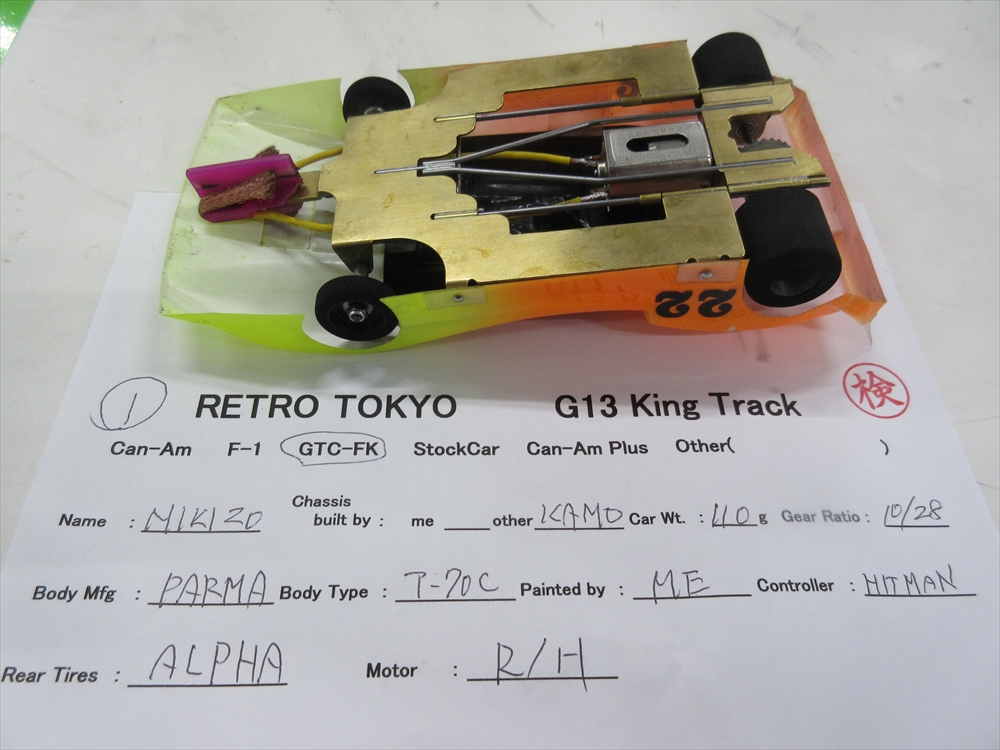 22
1 RETRO TOKYO G13 King Track 検
Can-Am F-1 GTC-FK StockCar Can-Am Plus Other( )
Name : MIKIZO Chassis built by : me ____ other KAMO Car Wt. : 110 g Gear Ratio : 10/28
Body Mfg : PARMA Body Type : T-70C Painted by : ME Controller : HITMAN
Rear Tires : ALPHA Motor : R/H